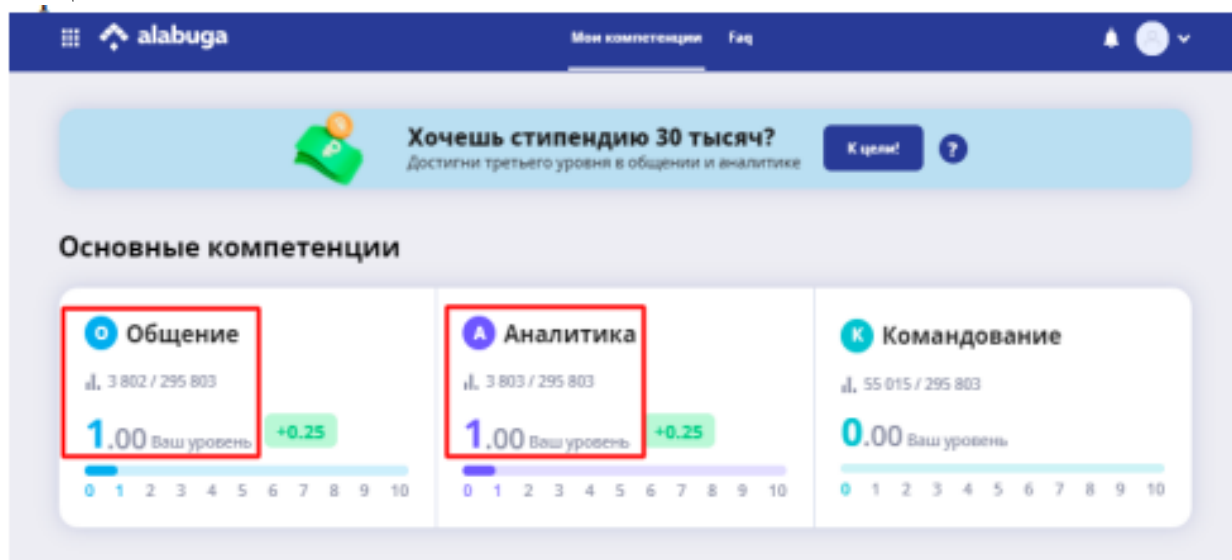 alabuga
Мои компетенции Faq
Хочешь стипендию 30 тысяч?
Достигни третьего уровня в общении и аналитике
К цели!
?
Основные компетенции
О Общение
3 802 / 295 803
1.00 Ваш уровень +0.25
0 1 2 3 4 5 6 7 8 9 10
А Аналитика
3 803 / 295 803
1.00 Ваш уровень +0.25
0 1 2 3 4 5 6 7 8 9 10
К Командование
55 015 / 295 803
0.00 Ваш уровень
0 1 2 3 4 5 6 7 8 9 10